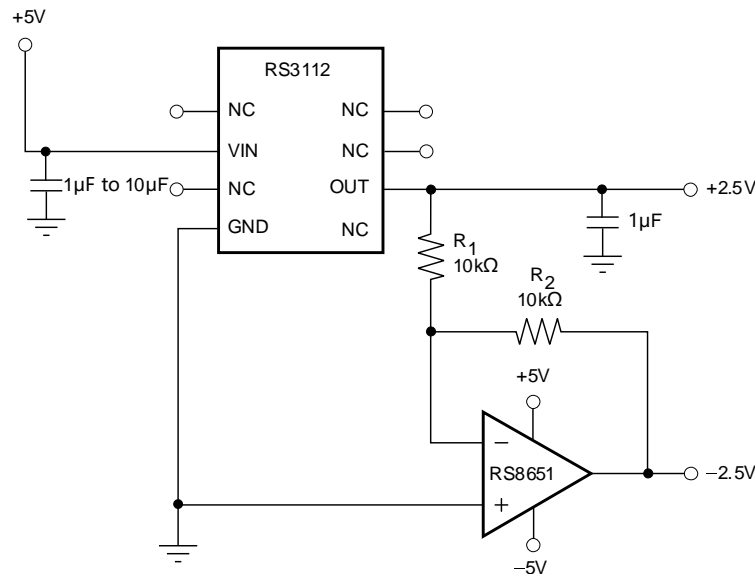 +5V
RS3112
NC
NC
VIN
NC
1µF to 10µF
NC
OUT
+2.5V
GND
NC
1µF
R1
10kΩ
R2
10kΩ
+5V
−
RS8651
−2.5V
+
−5V